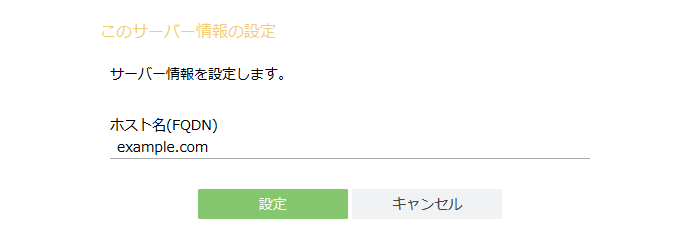 このサーバー情報の設定
サーバー情報を設定します。
ホスト名(FQDN)
example.com
設定
キャンセル